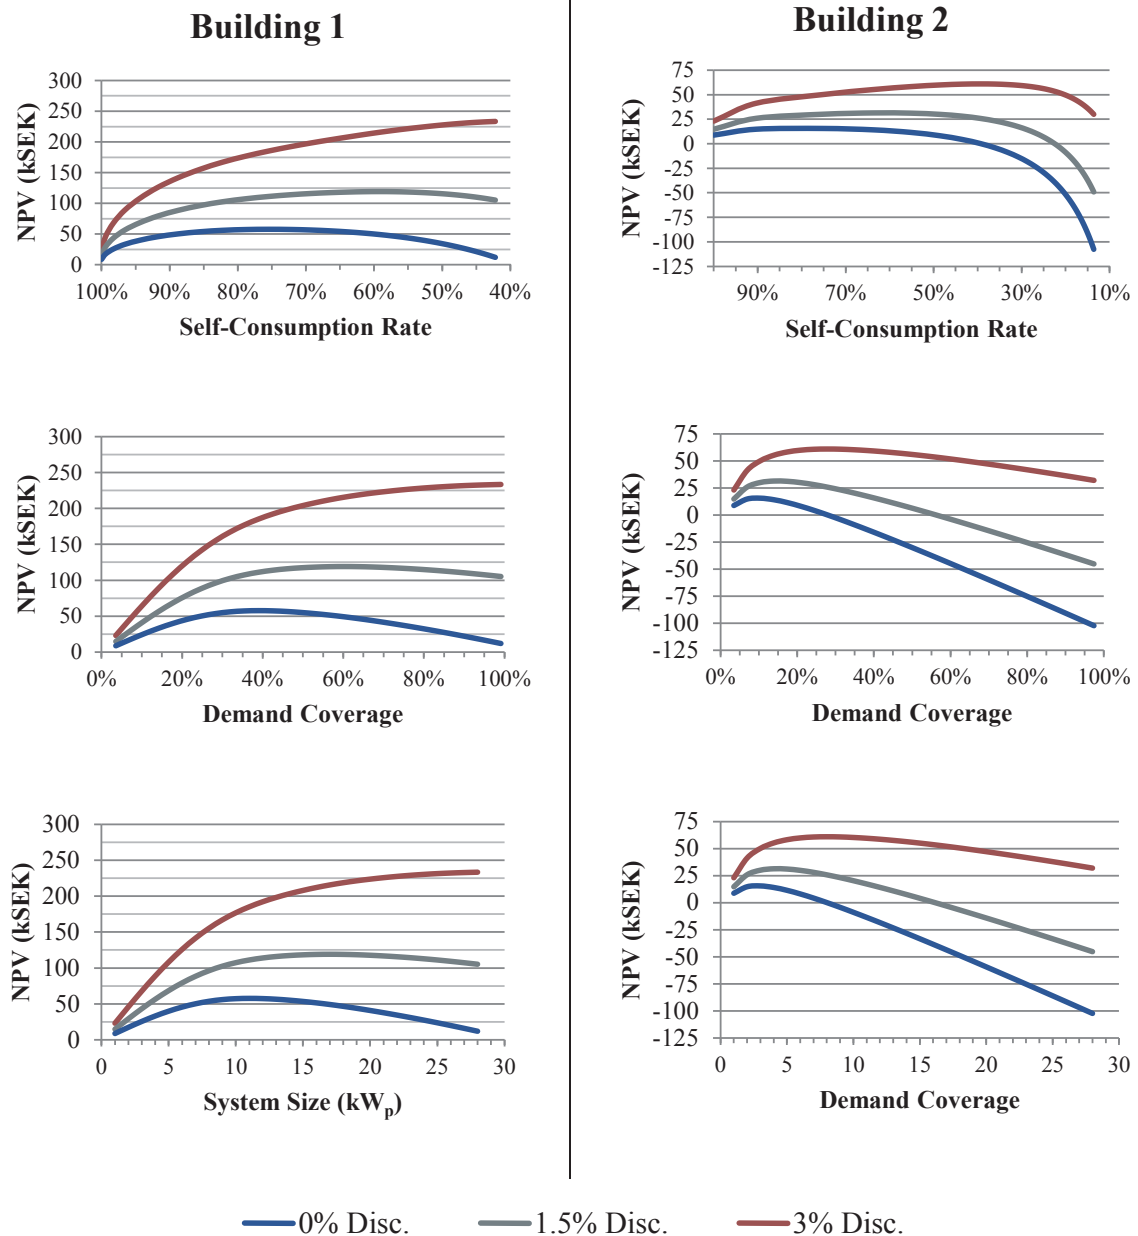 Building 1
300
250
200
150
100
50
0
NPV (kSEK)
100% 90% 80% 70% 60% 50% 40%
Self-Consumption Rate
300
250
200
150
100
50
0
NPV (kSEK)
0% 20% 40% 60% 80% 100%
Demand Coverage
300
250
200
150
100
50
0
NPV (kSEK)
0 5 10 15 20 25 30
System Size (kWp)
Building 2
75
50
25
0
-25
-50
-75
-100
-125
NPV (kSEK)
90% 70% 50% 30% 10%
Self-Consumption Rate
75
50
25
0
-25
-50
-75
-100
-125
NPV (kSEK)
0% 20% 40% 60% 80% 100%
Demand Coverage
75
50
25
0
-25
-50
-75
-100
-125
NPV (kSEK)
0 5 10 15 20 25 30
Demand Coverage
0% Disc. 1.5% Disc. 3% Disc.